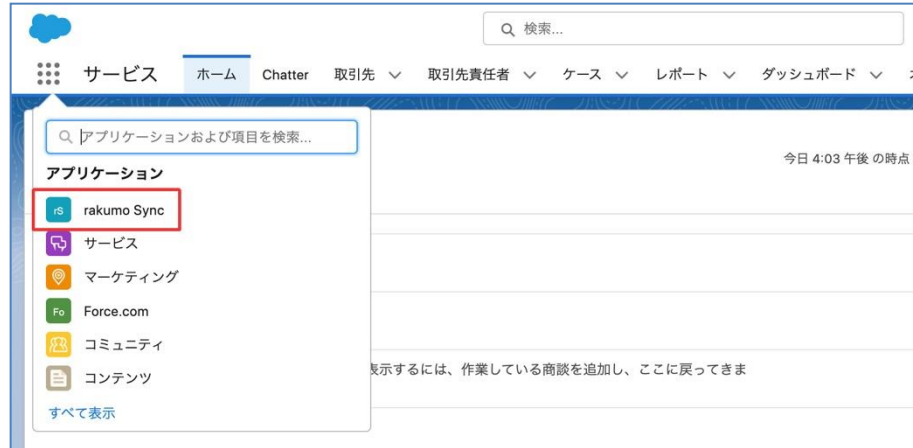 検索...
サービス ホーム Chatter 取引先 取引先責任者 ケース レポート ダッシュボード
アプリケーションおよび項目を検索...
今日 4:03 午後 の時点
アプリケーション
rS rakumo Sync
サービス
マーケティング
Fo Force.com
コミュニティ
表示するには、作業している商談を追加し、ここに戻ってきま
コンテンツ
すべて表示